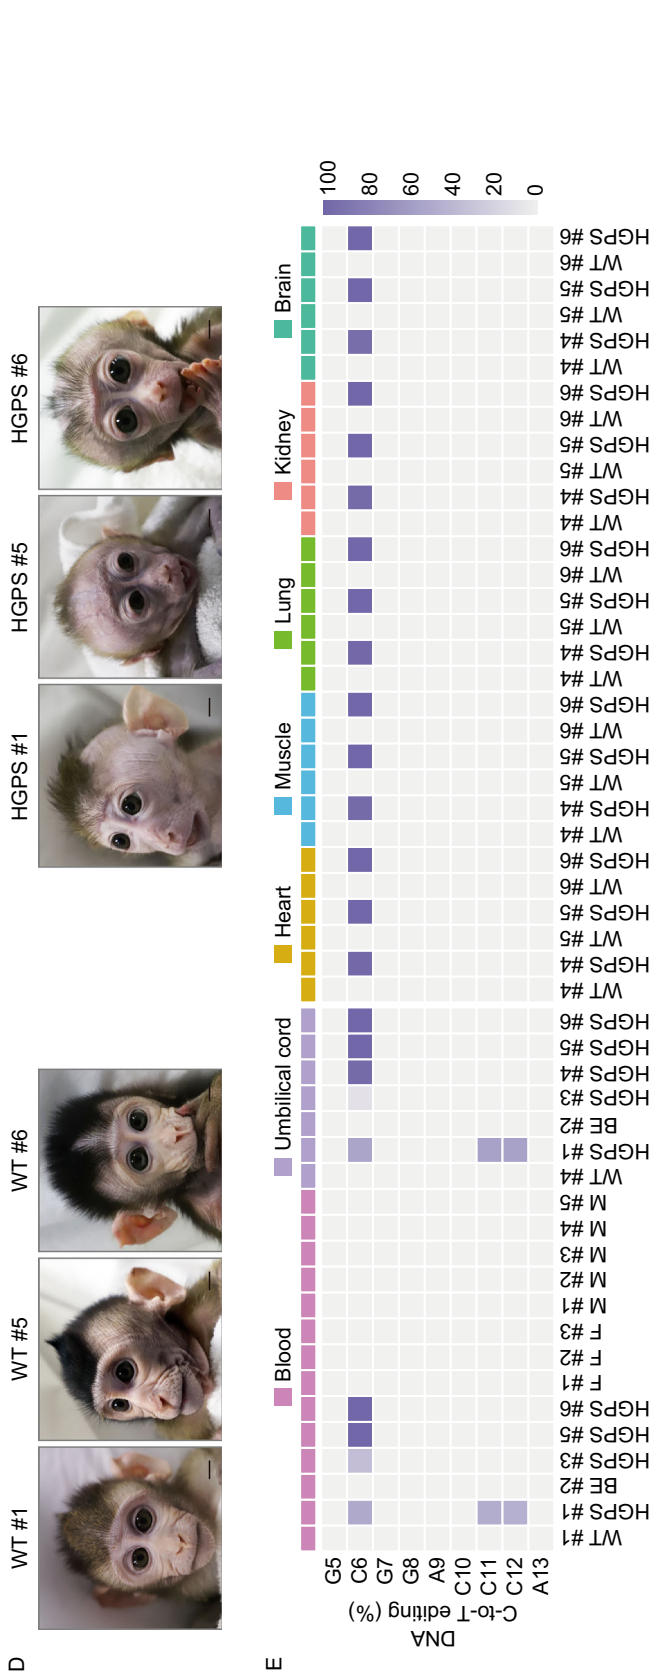 D
WT #1
WT #5
WT #6
HGPS #1
HGPS #5
HGPS #6
E
Blood
Umbilical cord
Heart
Muscle
Lung
Kidney
Brain
DNA
C-to-T editing (%)
G5
C6
G7
G8
A9
C10
C11
C12
A13
100
80
60
40
20
0
WT #1
HGPS #1
BE #2
HGPS #3
HGPS #5
HGPS #6
F #1
F #2
F #3
M #1
M #2
M #3
M #4
M #5
WT #4
HGPS #1
BE #2
HGPS #3
HGPS #4
HGPS #5
HGPS #6
WT #4
HGPS #4
WT #5
HGPS #5
WT #6
HGPS #6
WT #4
HGPS #4
WT #5
HGPS #5
WT #6
HGPS #6
WT #4
HGPS #4
WT #5
HGPS #5
WT #6
HGPS #6
WT #4
HGPS #4
WT #5
HGPS #5
WT #6
HGPS #6
WT #4
HGPS #4
WT #5
HGPS #5
WT #6
HGPS #6